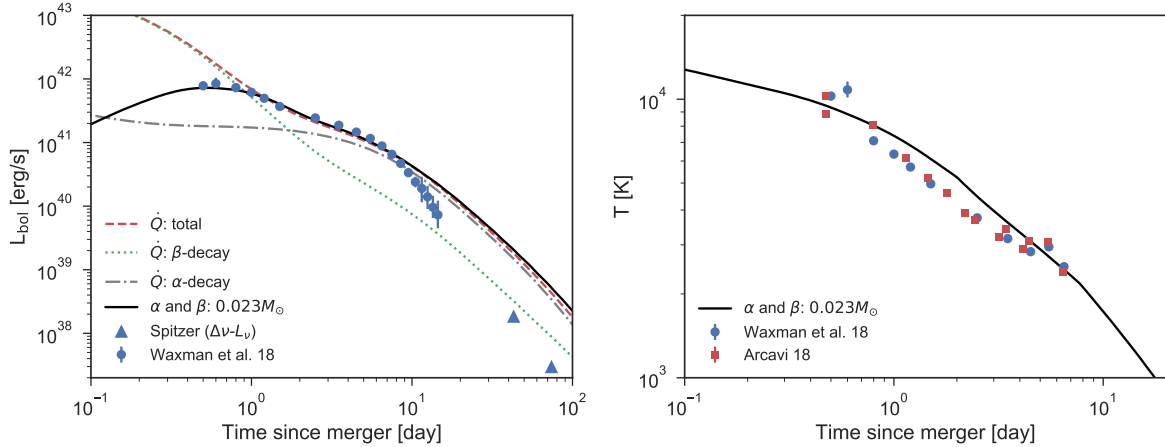 10^43
10^42
10^41
10^40
10^39
10^38
L_bol [erg/s]
Q̇: total
Q̇: β-decay
Q̇: α-decay
α and β: 0.023M_⊙
Spitzer (Δν-L_ν)
Waxman et al. 18
10^−1
10^0
10^1
10^2
Time since merger [day]
10^4
10^3
T [K]
α and β: 0.023M_⊙
Waxman et al. 18
Arcavi 18
10^−1
10^0
10^1
Time since merger [day]